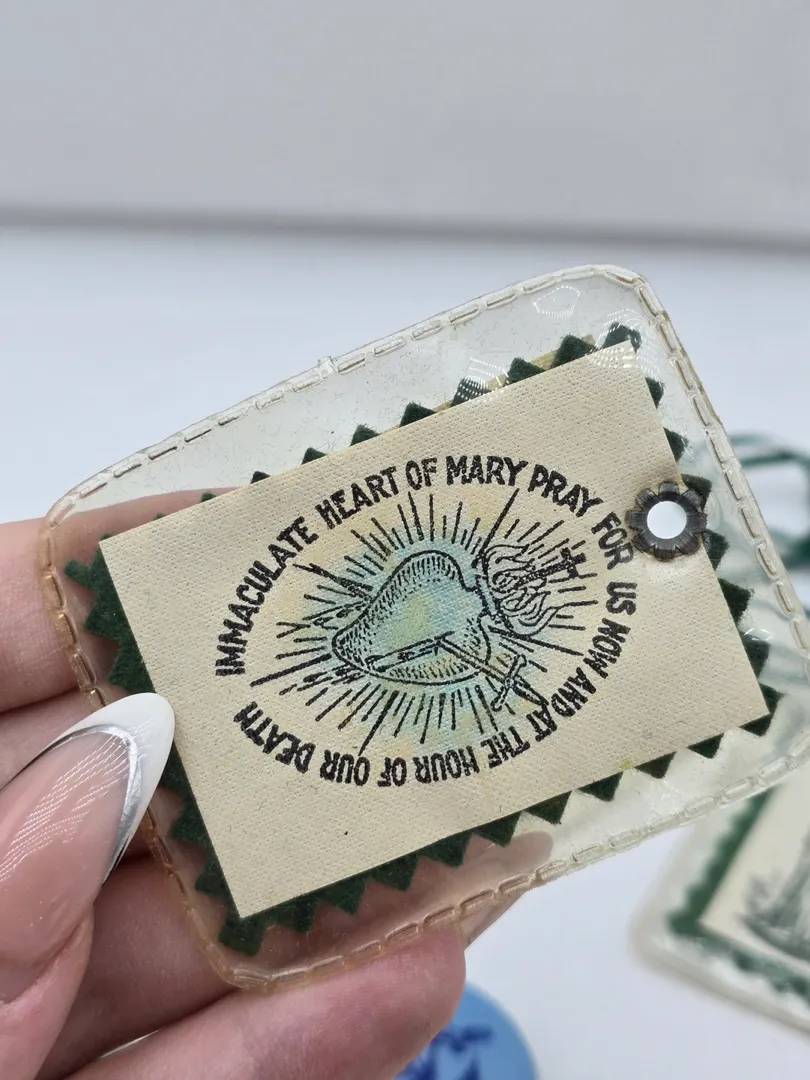 IMMACULATE HEART OF MARY PRAY FOR US NOW AND AT THE HOUR OF OUR DEATH